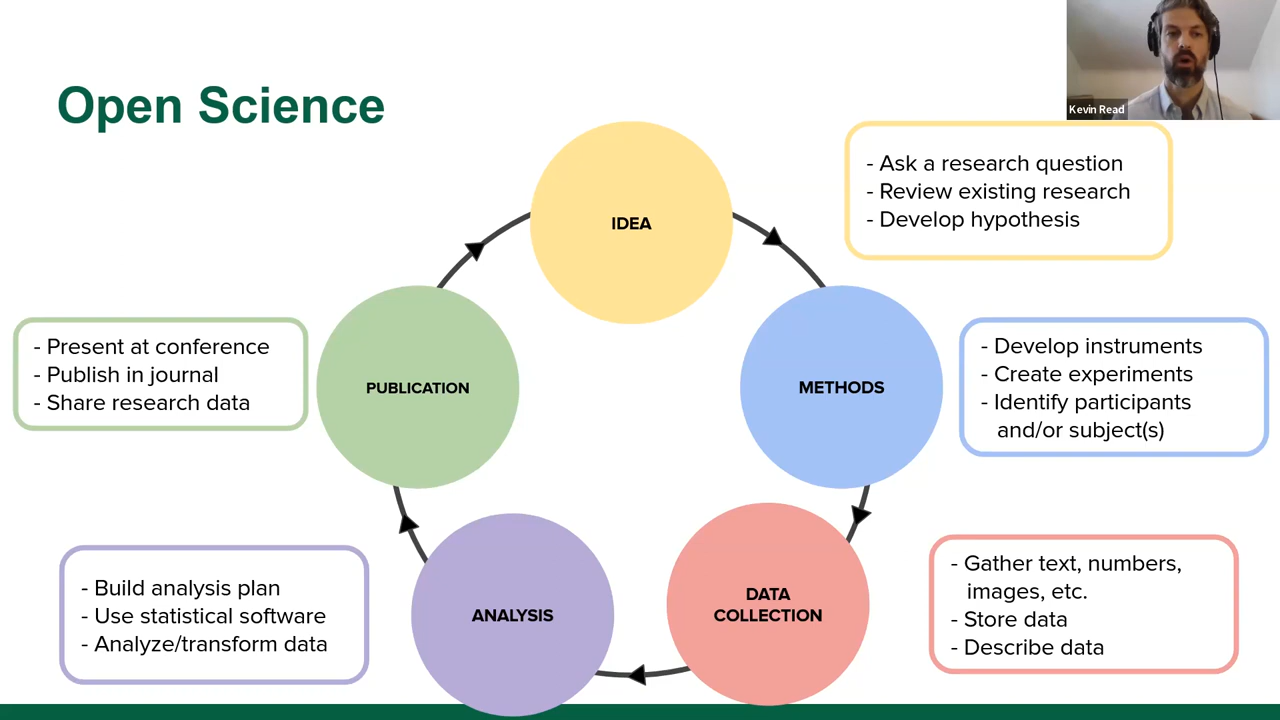 Open Science
Kevin Read
IDEA
- Ask a research question
- Review existing research
- Develop hypothesis
METHODS
- Develop instruments
- Create experiments
- Identify participants
and/or subject(s)
DATA
COLLECTION
- Gather text, numbers,
images, etc.
- Store data
- Describe data
ANALYSIS
- Build analysis plan
- Use statistical software
- Analyze/transform data
PUBLICATION
- Present at conference
- Publish in journal
- Share research data